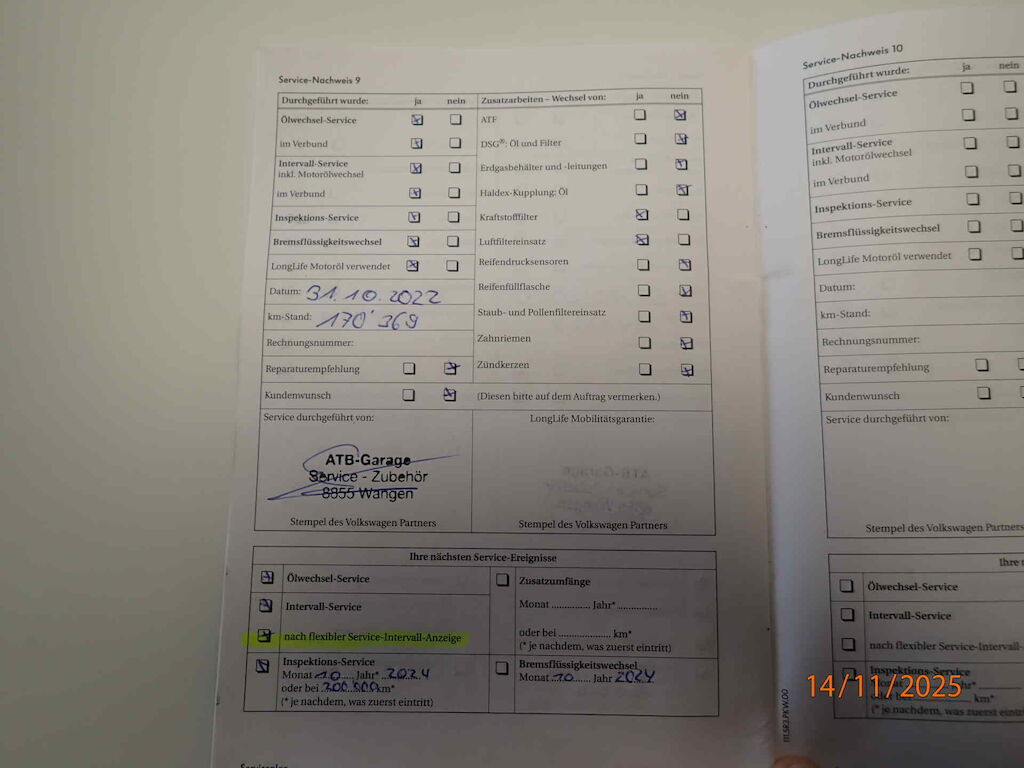 Service-Nachweis 9
Durchgeführt wurde: ja nein
Ölwechsel-Service
im Verbund
Intervall-Service
inkl. Motorölwechsel
im Verbund
Inspektions-Service
Bremsflüssigkeitswechsel
LongLife Motoröl verwendet
Datum: 31.10.2022
km-Stand: 170'369
Rechnungsnummer:
Reparaturempfehlung
Kundenwunsch
Zusatzarbeiten – Wechsel von: ja nein
ATF
DSG®: Öl und Filter
Erdgasbehälter und -leitungen
Haldex-Kupplung: Öl
Kraftstofffilter
Luftfiltereinsatz
Reifendrucksensoren
Reifenfüllflasche
Staub- und Pollenfiltereinsatz
Zahnriemen
Zündkerzen
(Diesen bitte auf dem Auftrag vermerken.)
Service durchgeführt von:
ATB-Garage
Service - Zubehör
8855 Wangen
Stempel des Volkswagen Partners
LongLife Mobilitätsgarantie:
Stempel des Volkswagen Partners
Ihre nächsten Service-Ereignisse
Ölwechsel-Service
Intervall-Service
nach flexibler Service-Intervall-Anzeige
Inspektions-Service
Monat 10 Jahr* 2024
oder bei 200'000 km*
(* je nachdem, was zuerst eintritt)
Zusatzumfänge
Monat .............. Jahr* ..............
oder bei .................... km*
(* je nachdem, was zuerst eintritt)
Bremsflüssigkeitswechsel
Monat 10 Jahr 2024
Serviceplan
Service-Nachweis 10
Durchgeführt wurde: ja nein
Ölwechsel-Service
im Verbund
Intervall-Service
inkl. Motorölwechsel
im Verbund
Inspektions-Service
Bremsflüssigkeitswechsel
LongLife Motoröl verwendet
Datum:
km-Stand:
Rechnungsnummer:
Reparaturempfehlung
Kundenwunsch
Service durchgeführt von:
Stempel des Volkswagen Partners
Ihre
Ölwechsel-Service
Intervall-Service
nach flexibler Service-Intervall-
Inspektions-Service
Monat
km*
(* je nachdem, was zuerst eintritt
14/11/2025